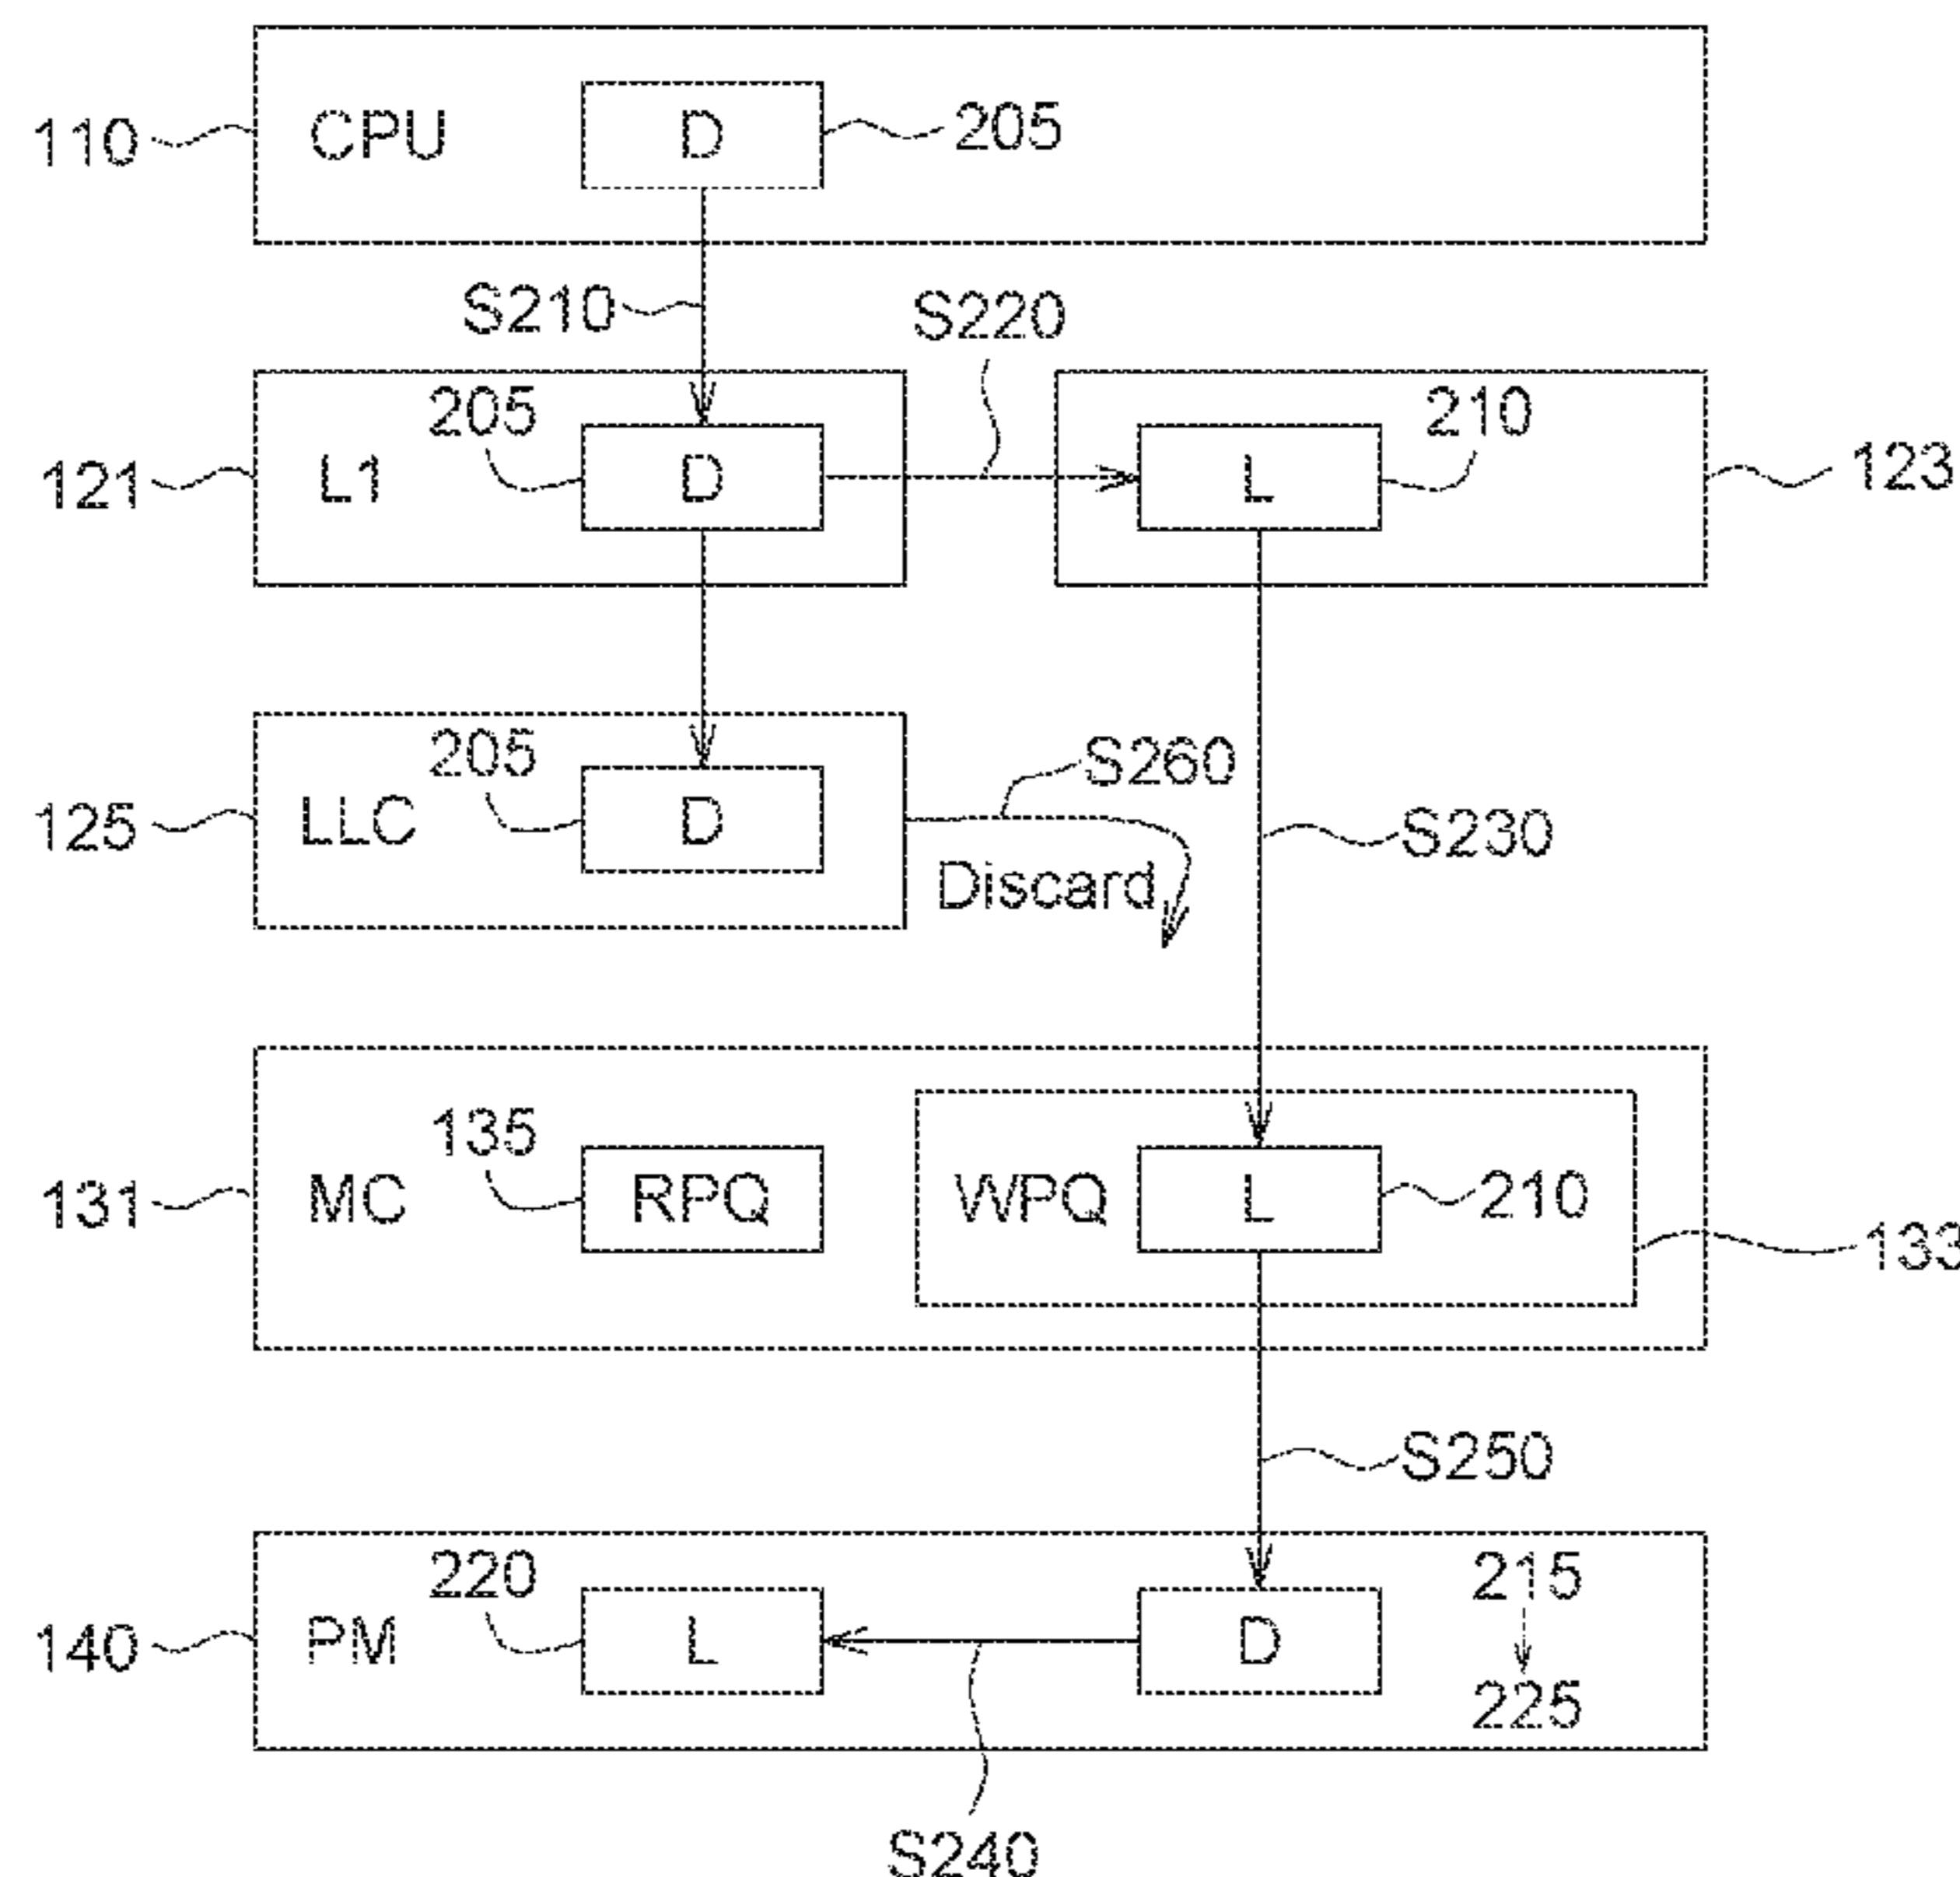 110 CPU D 205
S210 S220
121 L1 205 D L 210 123
125 LLC 205 D S260 S230
Discard
131 MC 135 RPQ WPQ L 210 133
S250
140 PM 220 L D 215
225
S240